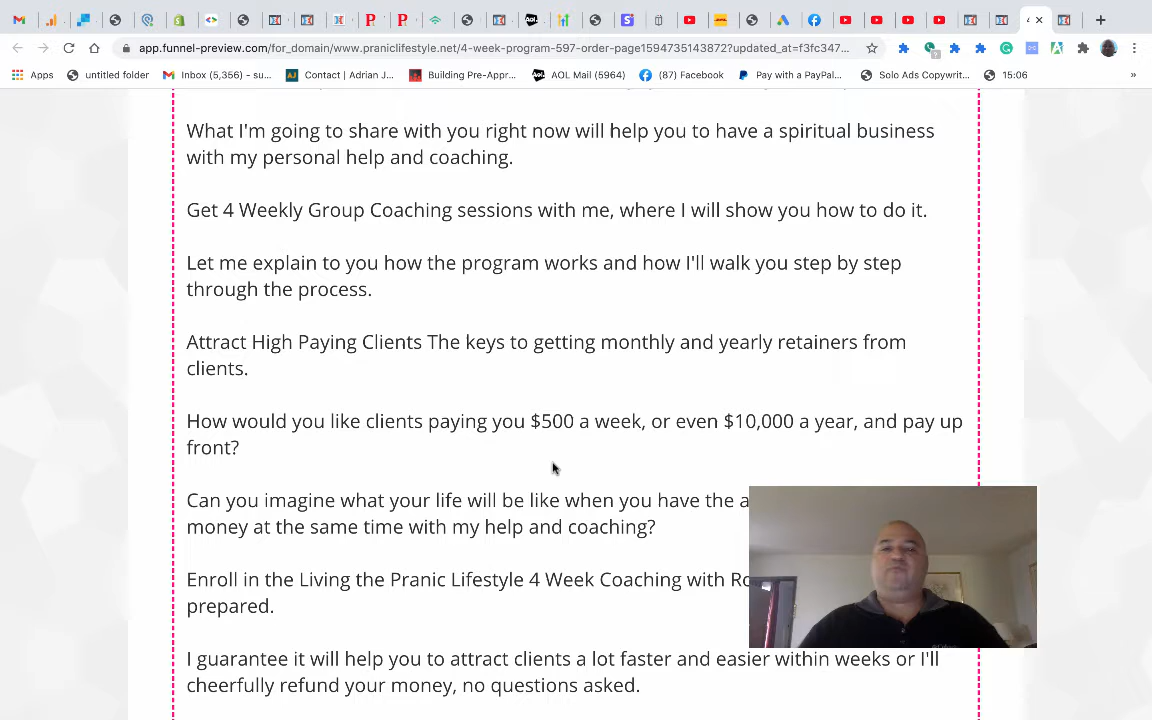 app.funnel-preview.com/for_domain/www.praniclifestyle.net/4-week-program-597-order-page1594735143872?updated_at=f3fc347...
Apps untitled folder Inbox (5,356) - su... Contact | Adrian J... Building Pre-Appr... AOL Mail (5964) (87) Facebook Pay with a PayPal... Solo Ads Copywrit... 15:06 »
What I'm going to share with you right now will help you to have a spiritual business
with my personal help and coaching.
Get 4 Weekly Group Coaching sessions with me, where I will show you how to do it.
Let me explain to you how the program works and how I'll walk you step by step
through the process.
Attract High Paying Clients The keys to getting monthly and yearly retainers from
clients.
How would you like clients paying you $500 a week, or even $10,000 a year, and pay up
front?
Can you imagine what your life will be like when you have the a
money at the same time with my help and coaching?
Enroll in the Living the Pranic Lifestyle 4 Week Coaching with Ro
prepared.
I guarantee it will help you to attract clients a lot faster and easier within weeks or I'll
cheerfully refund your money, no questions asked.